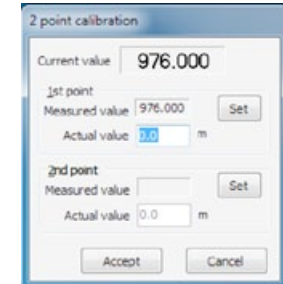 2 point calibration
Current value 976.000
1st point
Measured value 976.000 Set
Actual value 0.0 m
2nd point
Measured value Set
Actual value 0.0 m
Accept Cancel